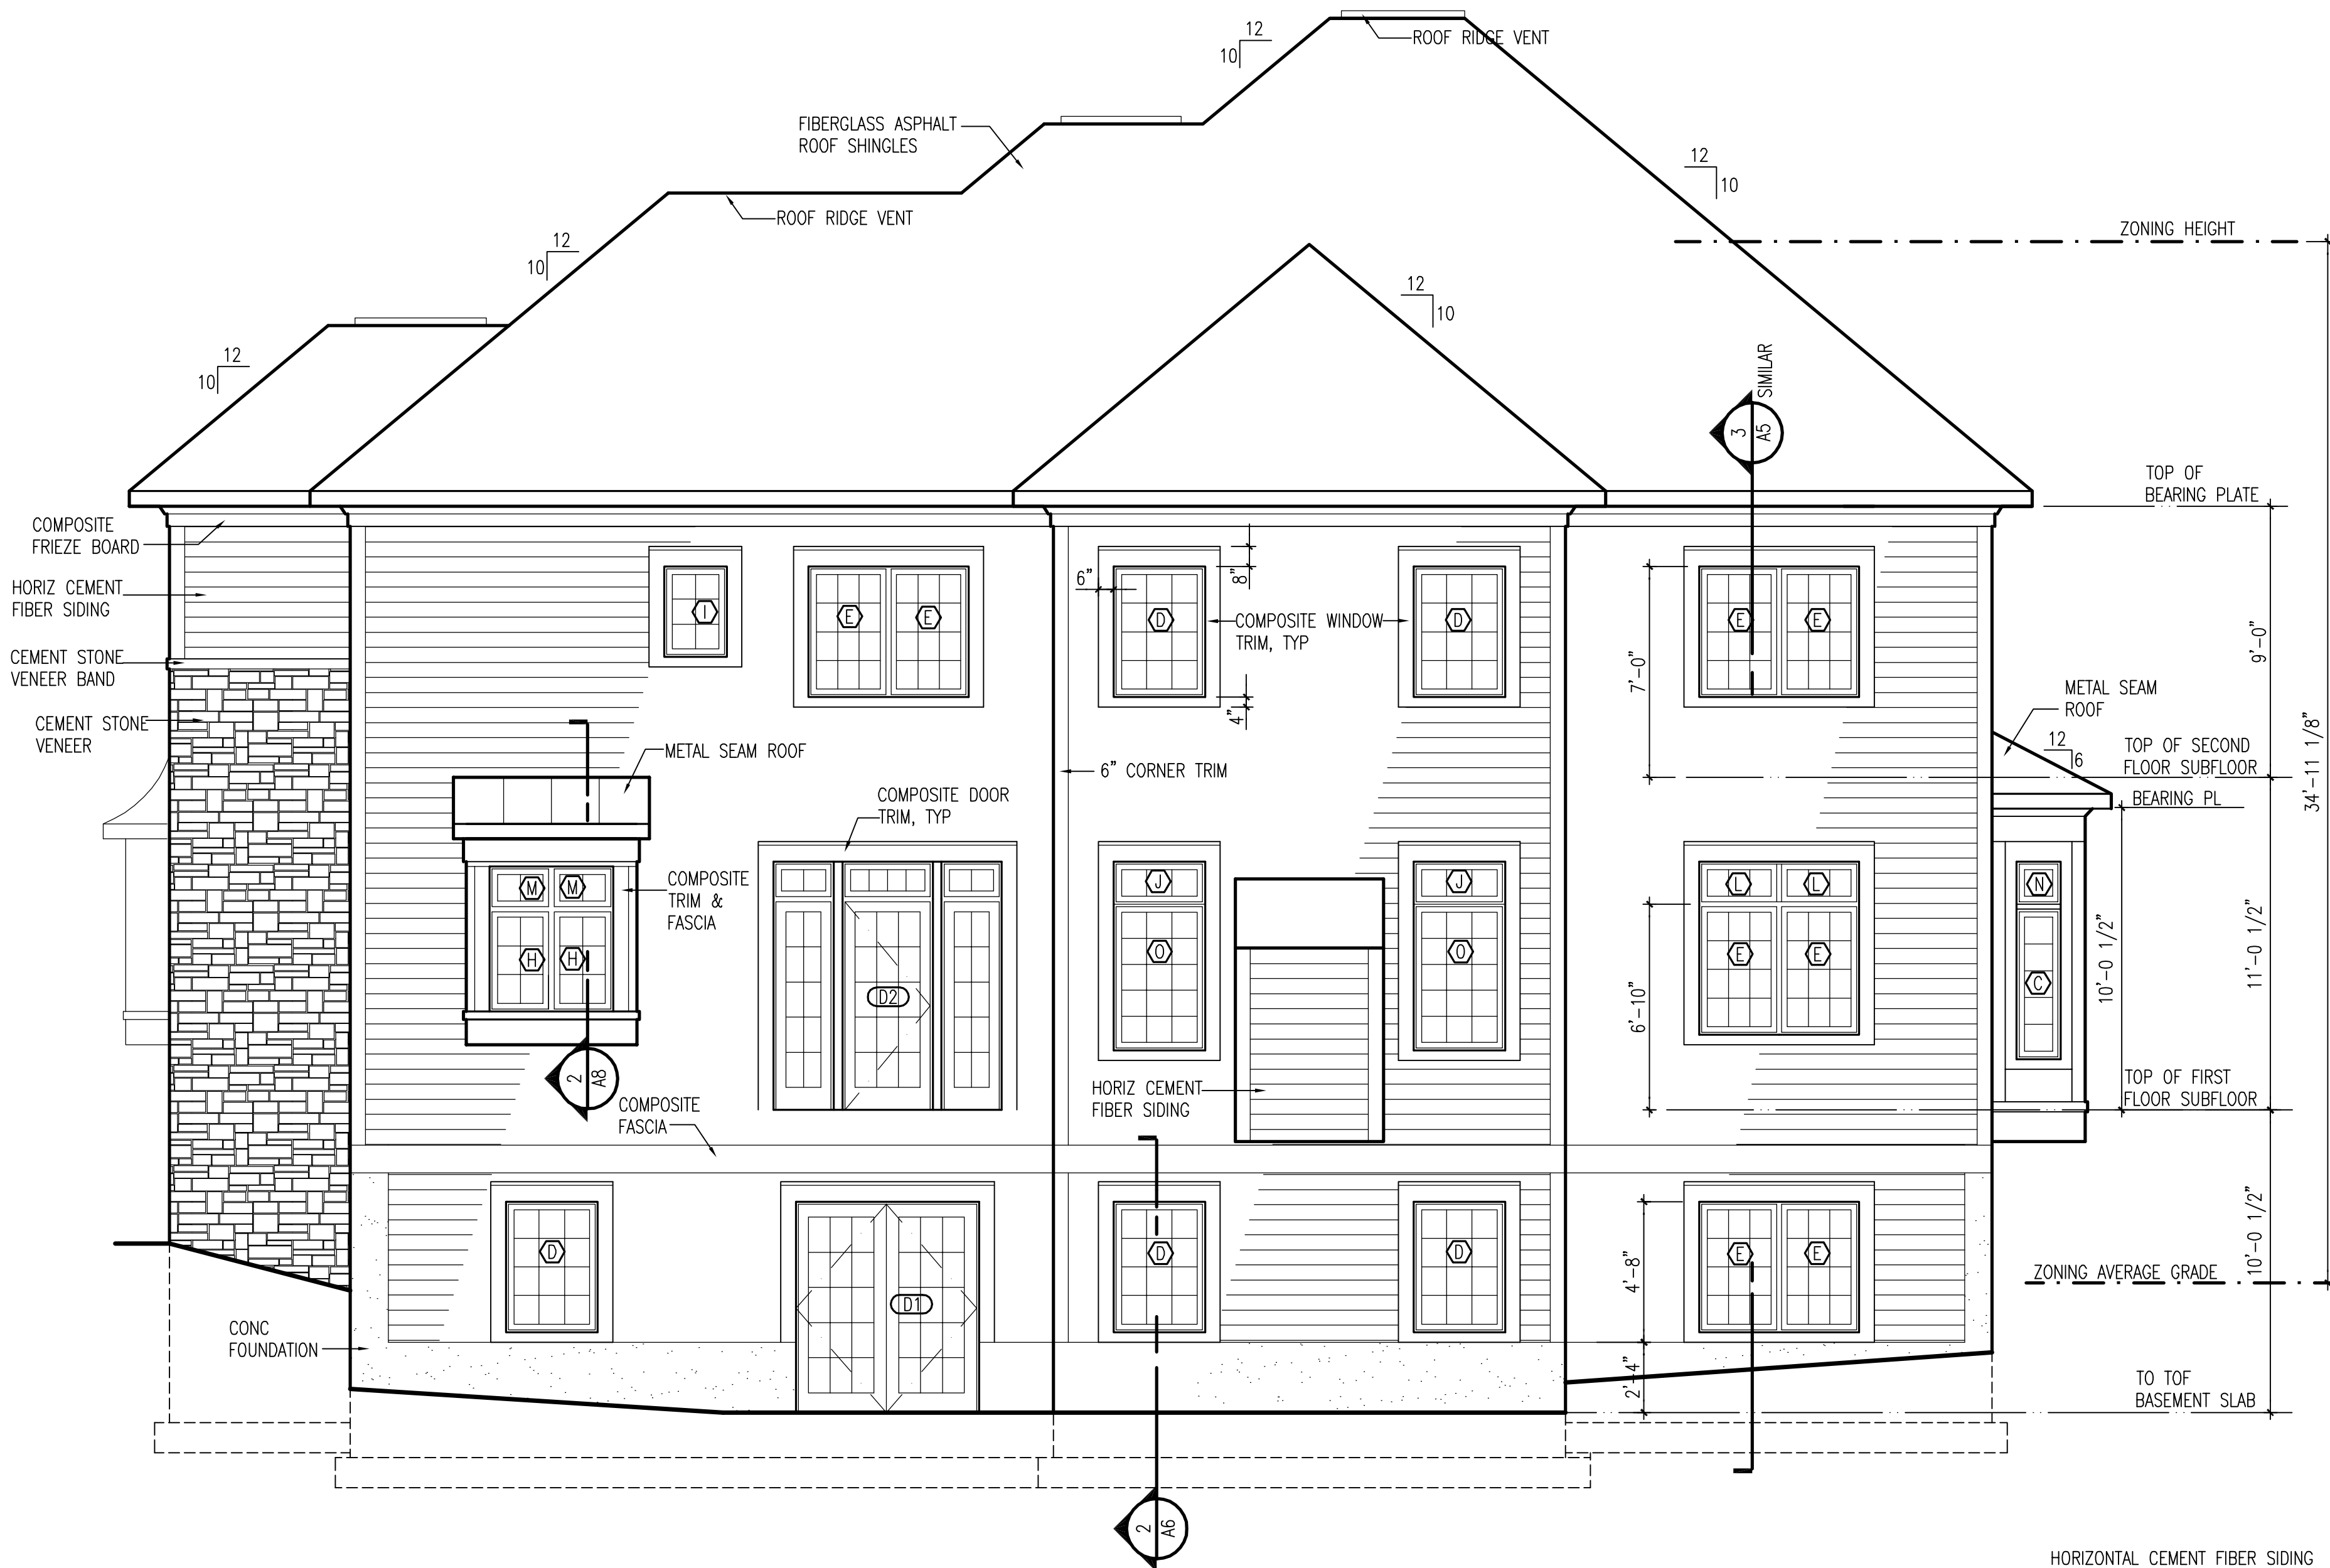 12
10
ROOF RIDGE VENT
FIBERGLASS ASPHALT
ROOF SHINGLES
12
10
ROOF RIDGE VENT
ZONING HEIGHT
12
10
12
10
12
10
SIMILAR
3
A5
TOP OF
BEARING PLATE
COMPOSITE
FRIEZE BOARD
HORIZ CEMENT
FIBER SIDING
CEMENT STONE
VENEER BAND
CEMENT STONE
VENEER
I
E
E
6"
8"
D
COMPOSITE WINDOW
TRIM, TYP
D
4"
7'-0"
E
E
9'-0"
34'-11 1/8"
METAL SEAM
ROOF
12
6
TOP OF SECOND
FLOOR SUBFLOOR
BEARING PL
METAL SEAM ROOF
6" CORNER TRIM
COMPOSITE DOOR
TRIM, TYP
COMPOSITE
TRIM &
FASCIA
M
M
H
H
D2
J
O
J
O
L
L
E
E
6'-10"
N
C
10'-0 1/2"
11'-0 1/2"
2
A8
COMPOSITE
FASCIA
HORIZ CEMENT
FIBER SIDING
TOP OF FIRST
FLOOR SUBFLOOR
D
D1
D
D
4'-8"
E
E
10'-0 1/2"
ZONING AVERAGE GRADE
CONC
FOUNDATION
2'-4"
TO TOF
BASEMENT SLAB
2
A6
HORIZONTAL CEMENT FIBER SIDING